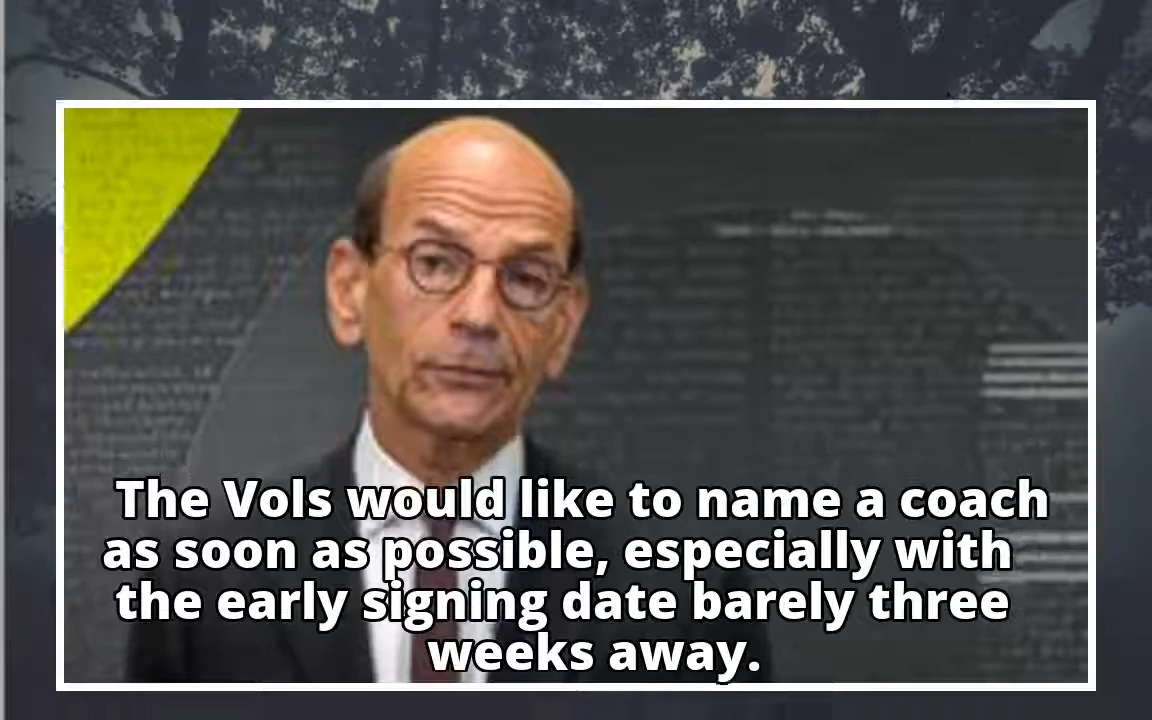 The Vols would like to name a coach
as soon as possible, especially with
the early signing date barely three
weeks away.